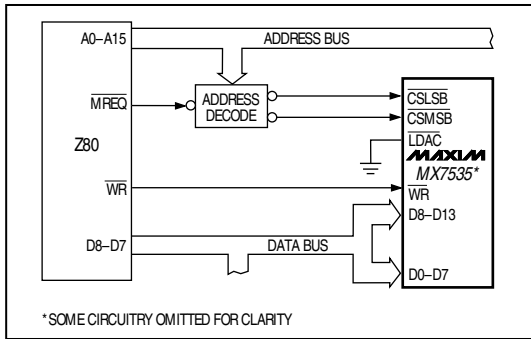 A0–A15
ADDRESS BUS
MREQ
ADDRESS
DECODE
CSLSB
CSMSB
LDAC
Z80
MAXIM
MX7535*
WR
WR
D8–D13
D8–D7
DATA BUS
D0–D7
*SOME CIRCUITRY OMITTED FOR CLARITY